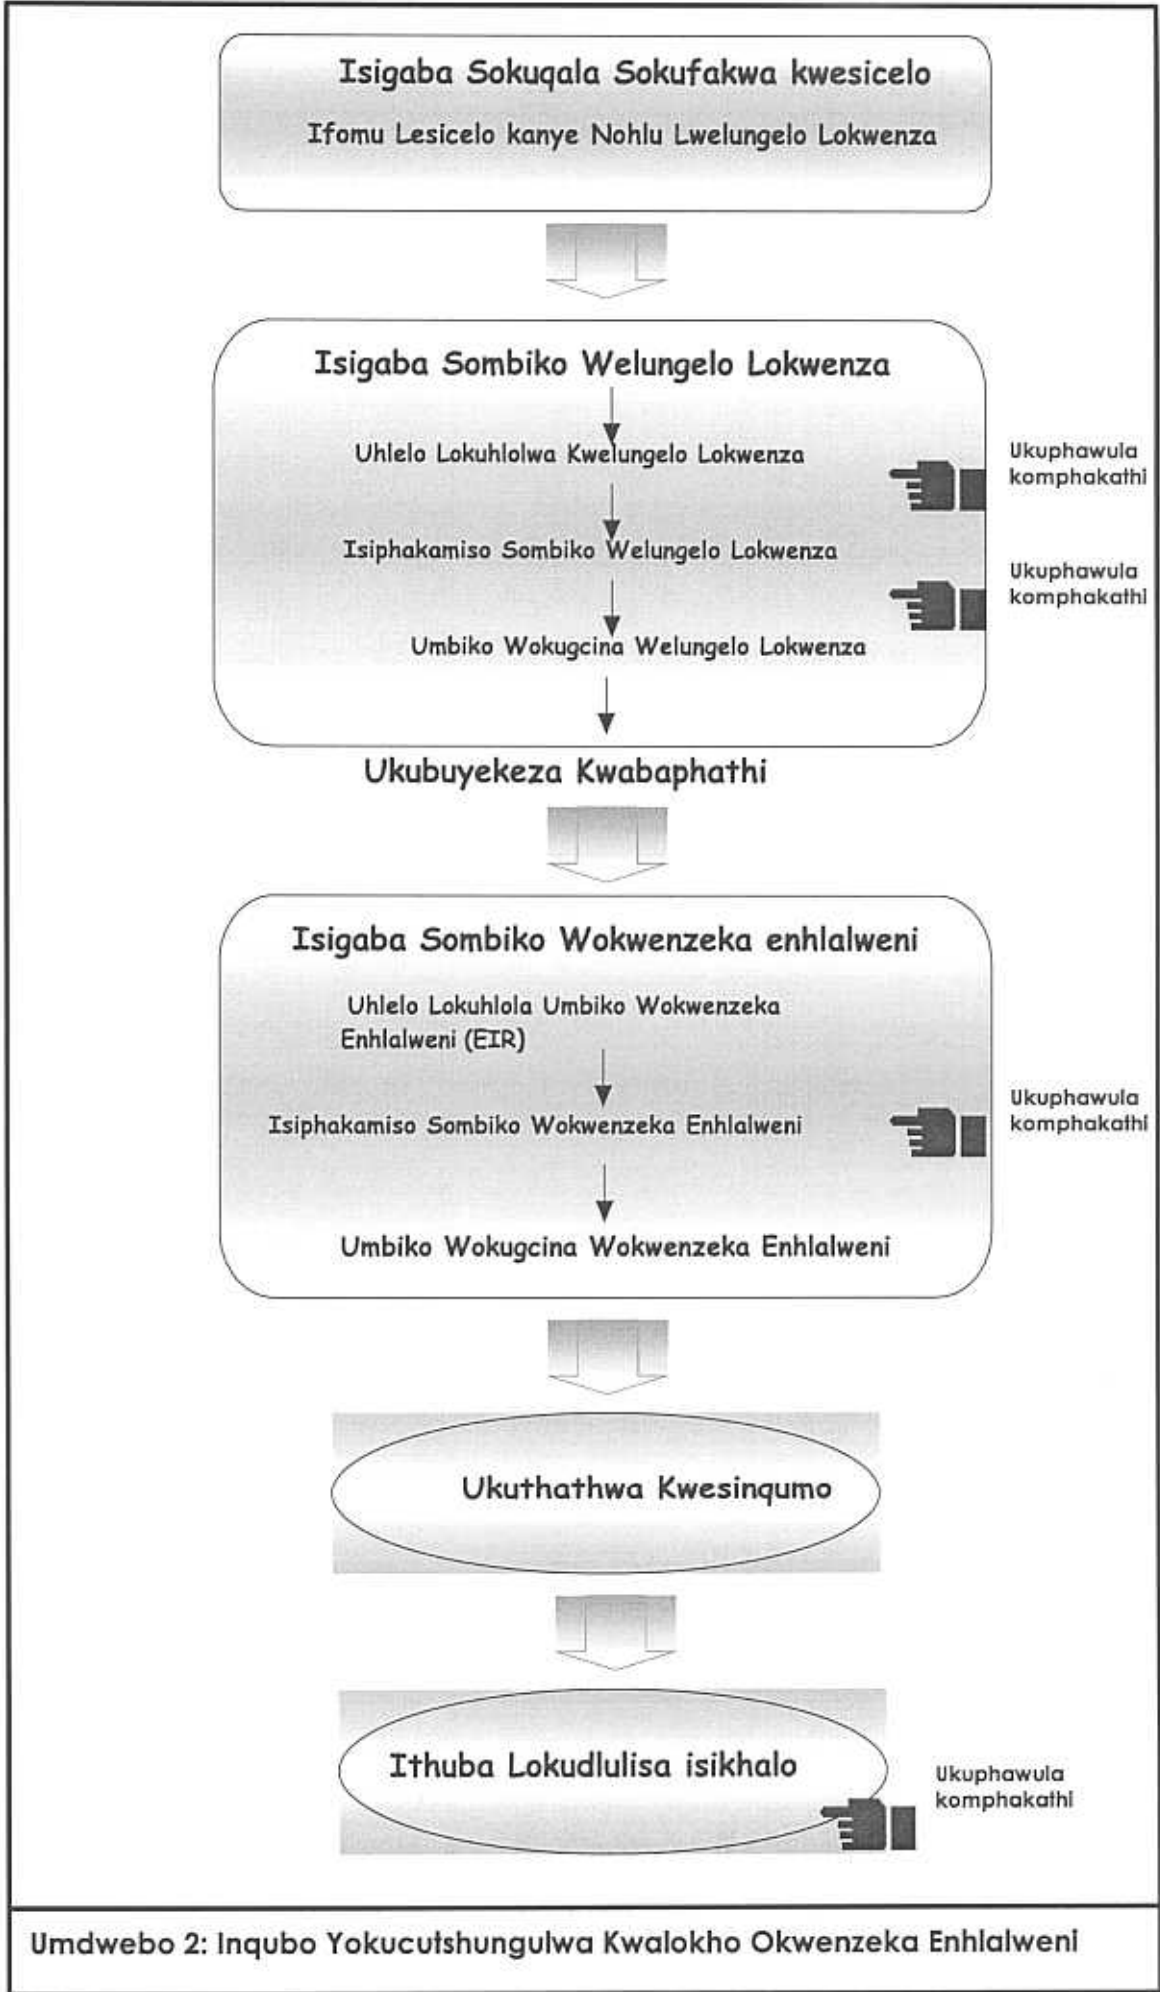 Isigaba Sokuqala Sokufakwa kwesicelo
Ifomu Lesicelo kanye Nohlu Lwelungelo Lokwenza
Isigaba Sombiko Welungelo Lokwenza
Uhlelo Lokuhlolwa Kwelungelo Lokwenza
Ukuphawula
komphakathi
Isiphakamiso Sombiko Welungelo Lokwenza
Ukuphawula
komphakathi
Umbiko Wokugcina Welungelo Lokwenza
Ukubuyekeza Kwabaphathi
Isigaba Sombiko Wokwenzeka enhlalweni
Uhlelo Lokuhlola Umbiko Wokwenzeka
Enhlalweni (EIR)
Isiphakamiso Sombiko Wokwenzeka Enhlalweni
Ukuphawula
komphakathi
Umbiko Wokugcina Wokwenzeka Enhlalweni
Ukuthathwa Kwesinqumo
Ithuba Lokudlulisa isikhalo
Ukuphawula
komphakathi
Umdwebo 2: Inqubo Yokucutshungulwa Kwalokho Okwenzeka Enhlalweni